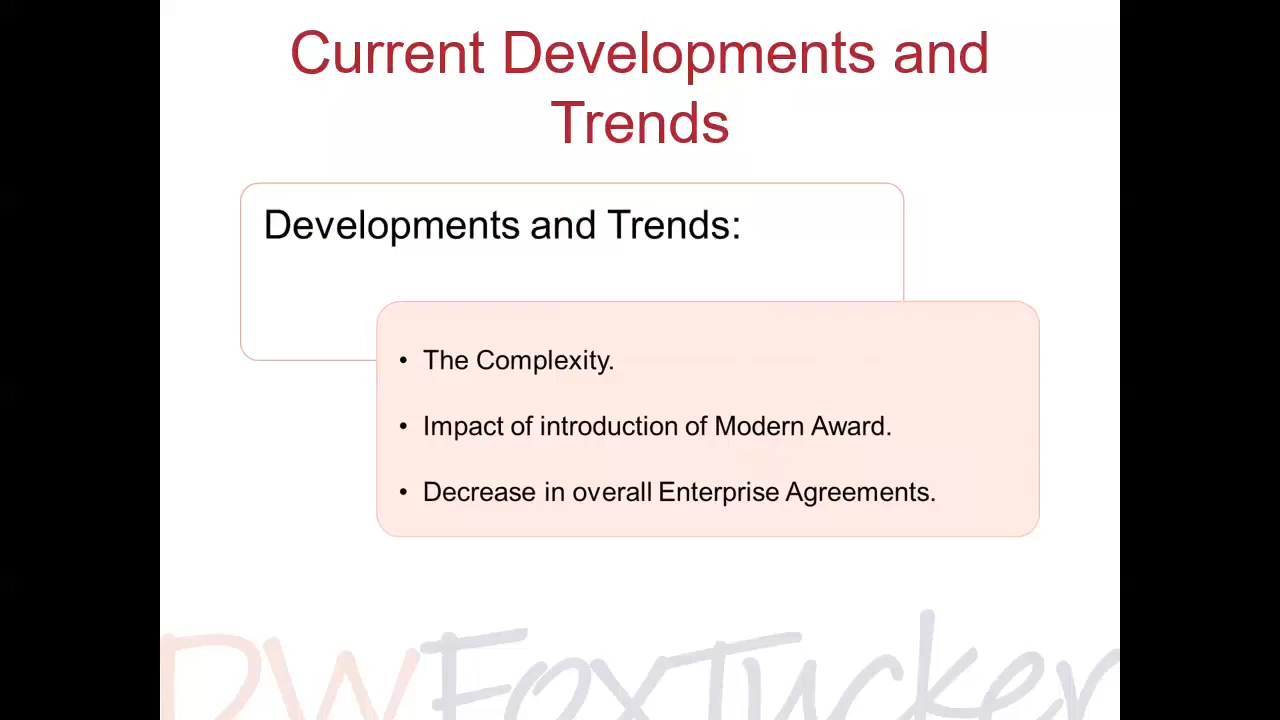 Current Developments and
Trends
Developments and Trends:
• The Complexity.
• Impact of introduction of Modern Award.
• Decrease in overall Enterprise Agreements.
DWFoxTucker